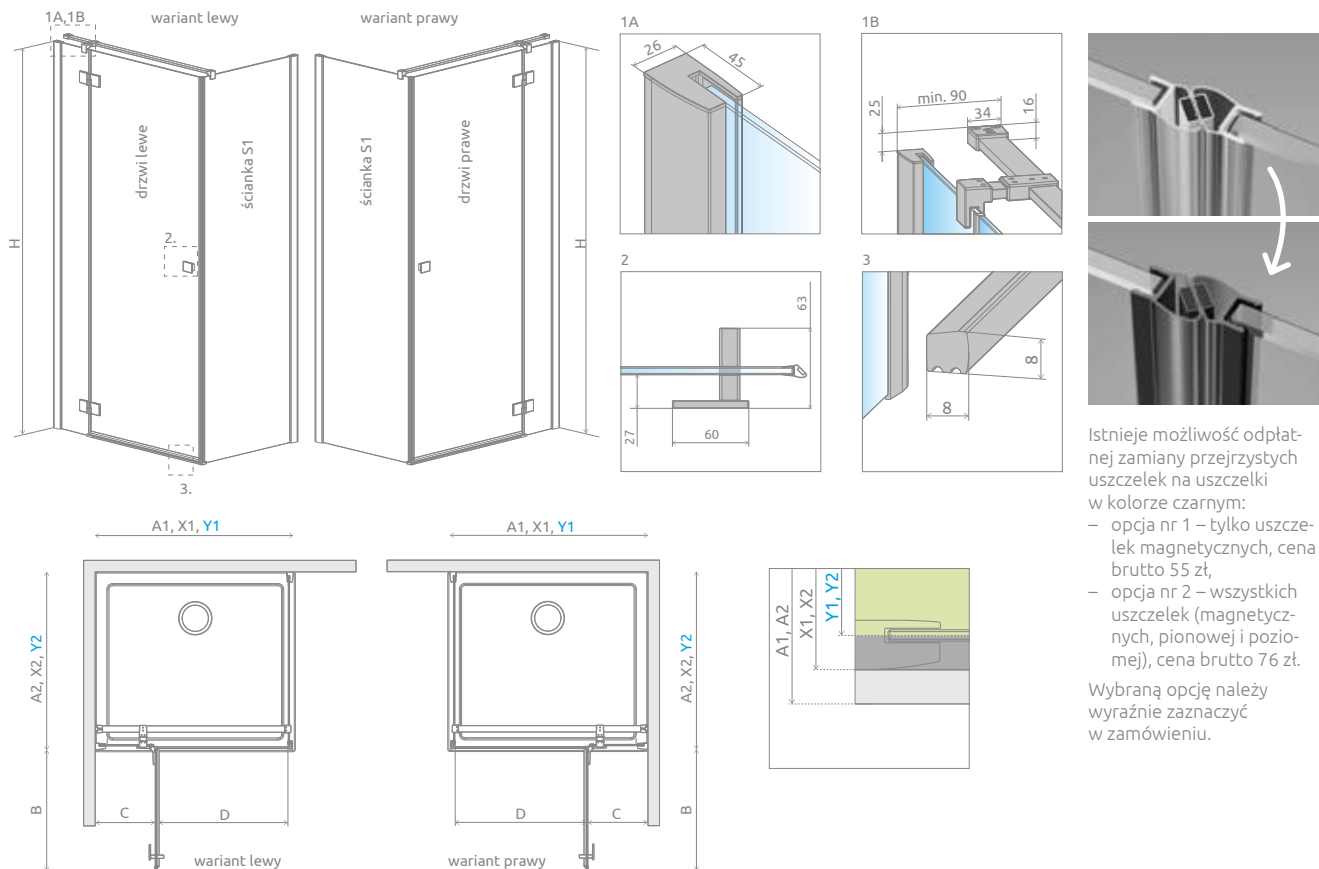 1A,1B
wariant lewy
wariant prawy
H
drzwi lewe
ścianka S1
2.
3.
ścianka S1
drzwi prawe
H
1A
26
45
1B
25
min. 90
34
16
2
63
27
60
3
8
8
Istnieje możliwość odpłat-
nej zamiany przejrzystych
uszczelek na uszczelki
w kolorze czarnym:
– opcja nr 1 – tylko uszcze-
lek magnetycznych, cena
brutto 55 zł,
– opcja nr 2 – wszystkich
uszczelek (magnetycz-
nych, pionowej i pozio-
mej), cena brutto 76 zł.
Wybraną opcję należy
wyraźnie zaznaczyć
w zamówieniu.
A1, X1, Y1
A2, X2, Y2
B
C
D
wariant lewy
A1, X1, Y1
A2, X2, Y2
B
D
C
wariant prawy
A1, A2
X1, X2
Y1, Y2